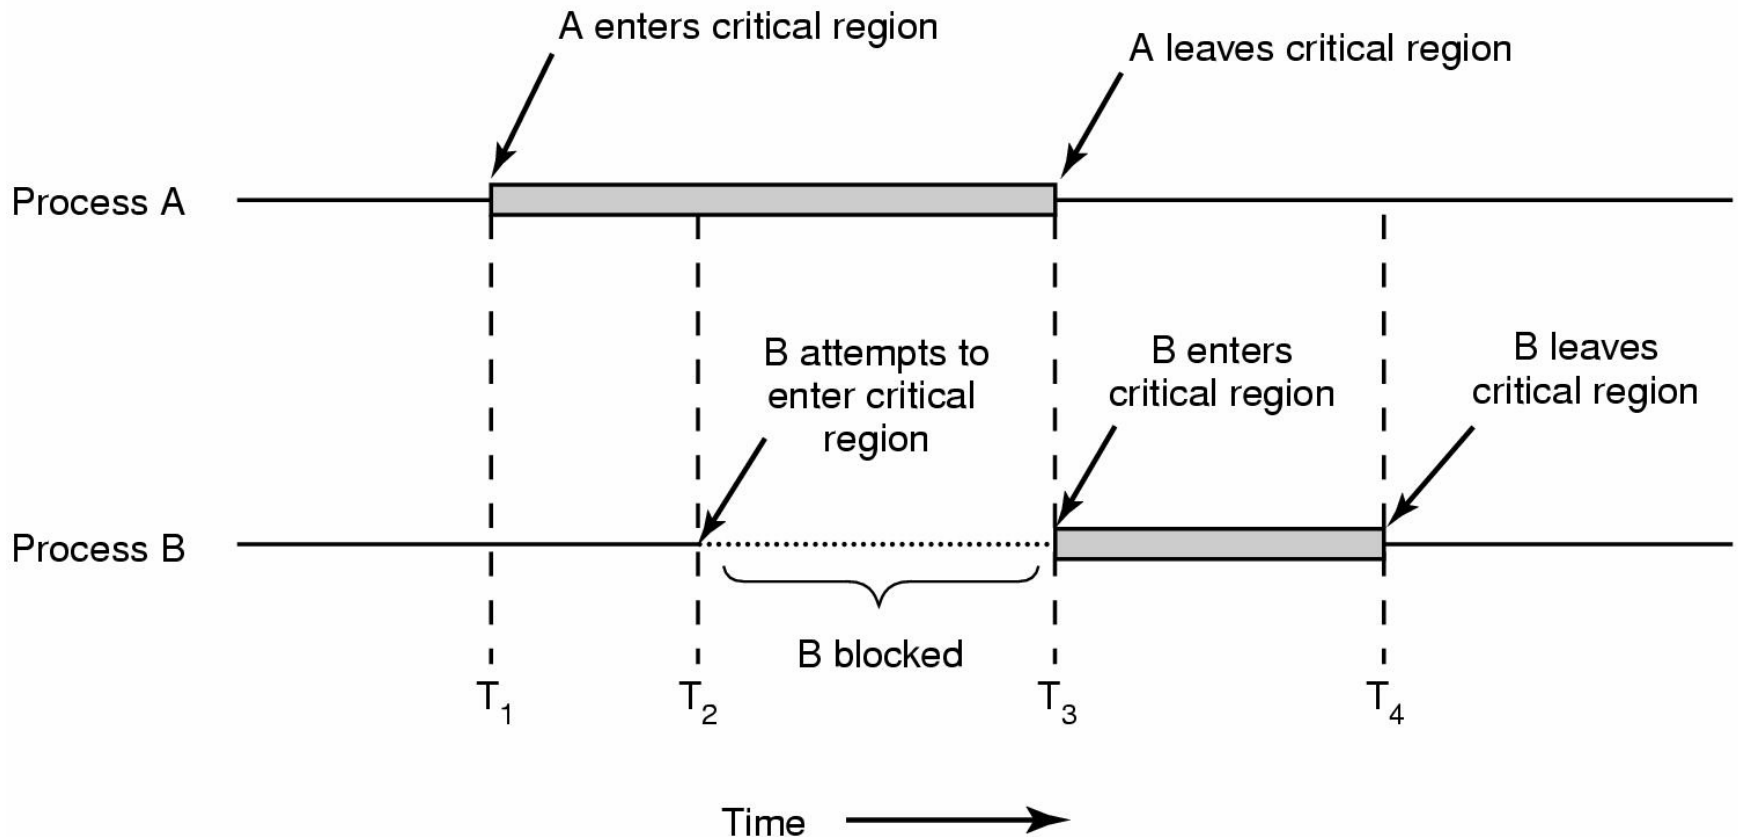 A enters critical region
A leaves critical region
Process A
B attempts to
enter critical
region
B enters
critical region
B leaves
critical region
Process B
B blocked
T1
T2
T3
T4
Time